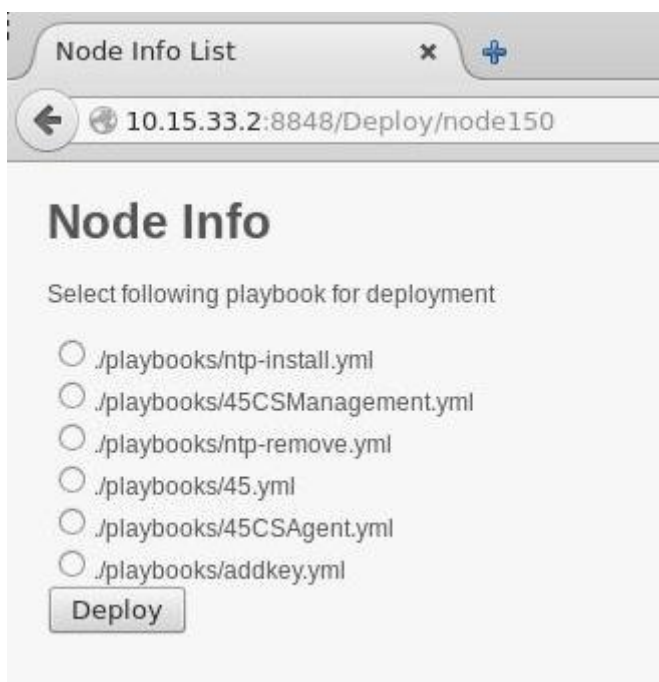 Node Info List
10.15.33.2:8848/Deploy/node150
Node Info
Select following playbook for deployment
./playbooks/ntp-install.yml
./playbooks/45CSManagement.yml
./playbooks/ntp-remove.yml
./playbooks/45.yml
./playbooks/45CSAgent.yml
./playbooks/addkey.yml
Deploy